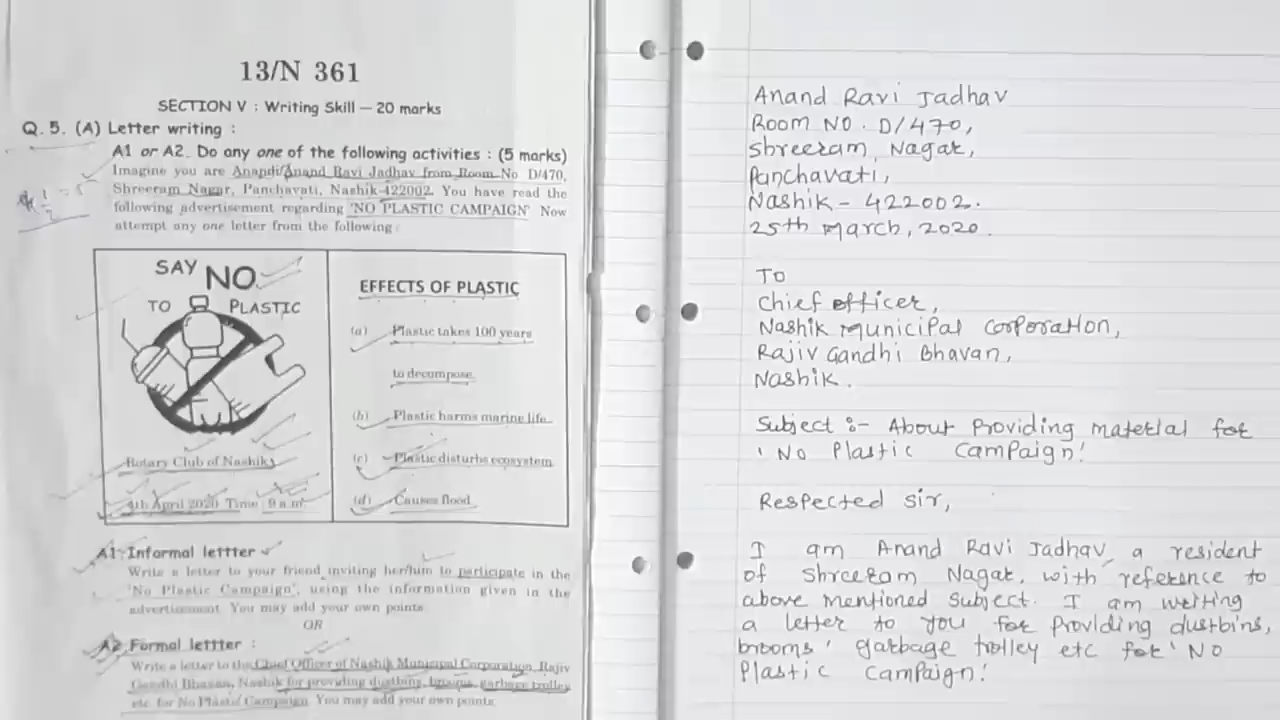 13/N 361
SECTION V : Writing Skill – 20 marks
Q. 5. (A) Letter writing :
A1 or A2. Do any one of the following activities : (5 marks)
Imagine you are Anandi/Anand Ravi Jadhav from Room No D/470,
Shreeram Nagar, Panchavati, Nashik-422002. You have read the
following advertisement regarding 'NO PLASTIC CAMPAIGN' Now
attempt any one letter from the following :
SAY NO
TO PLASTIC
Rotary Club of Nashik
4th April 2020 Time 9 a.m
EFFECTS OF PLASTIC
(a) Plastic takes 100 years
to decompose
(b) Plastic harms marine life
(c) Plastic disturbs ecosystem
(d) Causes flood
A1. Informal lettter
Write a letter to your friend inviting her/him to participate in the
'No Plastic Campaign', using the information given in the
advertisement. You may add your own points
OR
A2 Formal lettter :
Write a letter to the Chief Officer of Nashik Municipal Corporation, Rajiv
Gandhi Bhavan, Nashik for providing dustbins, brooms, garbage trolley
etc. for No Plastic Campaign. You may add your own points.
Anand Ravi Jadhav
Room No. D/470,
Shreeram Nagar,
Panchavati,
Nashik - 422002.
25th March, 2020.
To
Chief officer,
Nashik Municipal Corporation,
Rajiv Gandhi Bhavan,
Nashik.
Subject :- About Providing material for
'No Plastic Campaign!
Respected Sir,
I am Anand Ravi Jadhav, a resident
of Shreeram Nagar, with reference to
above mentioned subject. I am writing
a letter to you for providing dustbins,
brooms, garbage trolley etc for 'No
Plastic Campaign!